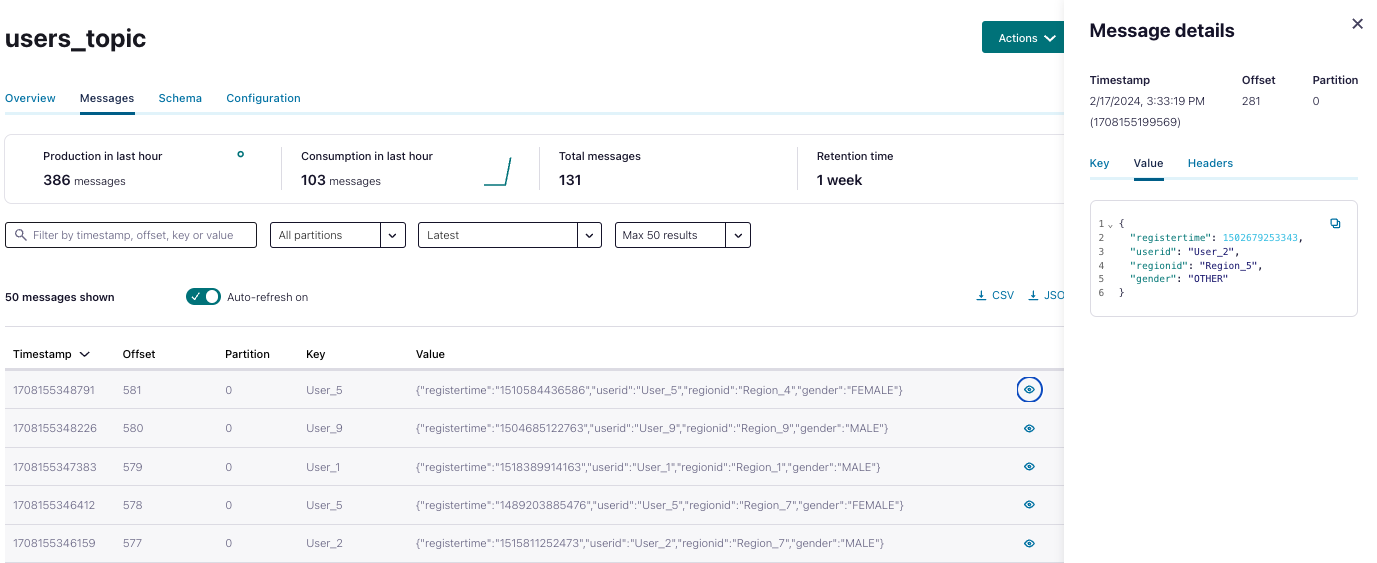 users_topic
Actions
Overview Messages Schema Configuration
Production in last hour
386 messages
Consumption in last hour
103 messages
Total messages
131
Retention time
1 week
Filter by timestamp, offset, key or value
All partitions
Latest
Max 50 results
50 messages shown
Auto-refresh on
CSV
JSO
Timestamp Offset Partition Key Value
1708155348791 581 0 User_5 {"registertime":"1510584436586","userid":"User_5","regionid":"Region_4","gender":"FEMALE"}
1708155348226 580 0 User_9 {"registertime":"1504685122763","userid":"User_9","regionid":"Region_9","gender":"MALE"}
1708155347383 579 0 User_1 {"registertime":"1518389914163","userid":"User_1","regionid":"Region_1","gender":"MALE"}
1708155346412 578 0 User_5 {"registertime":"1489203885476","userid":"User_5","regionid":"Region_7","gender":"FEMALE"}
1708155346159 577 0 User_2 {"registertime":"1515811252473","userid":"User_2","regionid":"Region_7","gender":"MALE"}
Message details
Timestamp Offset Partition
2/17/2024, 3:33:19 PM 281 0
(1708155199569)
Key Value Headers
1 {
2 "registertime": 1502679253343,
3 "userid": "User_2",
4 "regionid": "Region_5",
5 "gender": "OTHER"
6 }